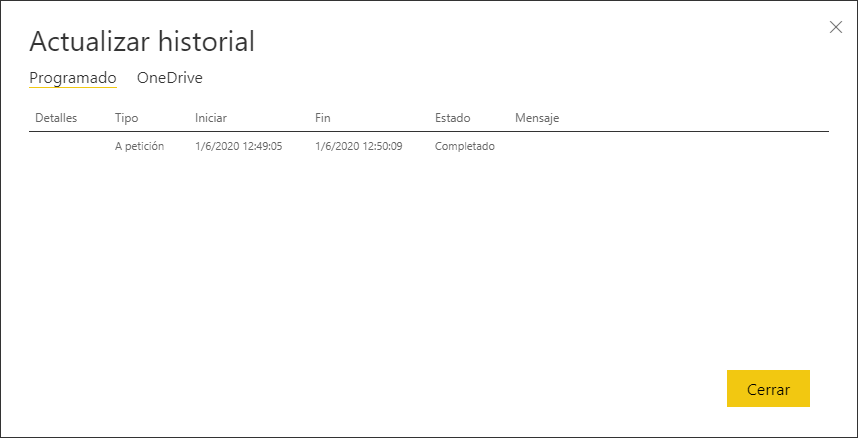 Actualizar historial
Programado OneDrive
Detalles Tipo Iniciar Fin Estado Mensaje
A petición 1/6/2020 12:49:05 1/6/2020 12:50:09 Completado
Cerrar